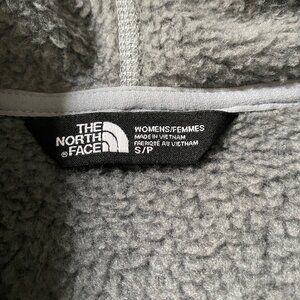 THE
NORTH
FACE
®
WOMENS/FEMMES
MADE IN VIETNAM
FABRIQUÉ AU VIETNAM
S/P